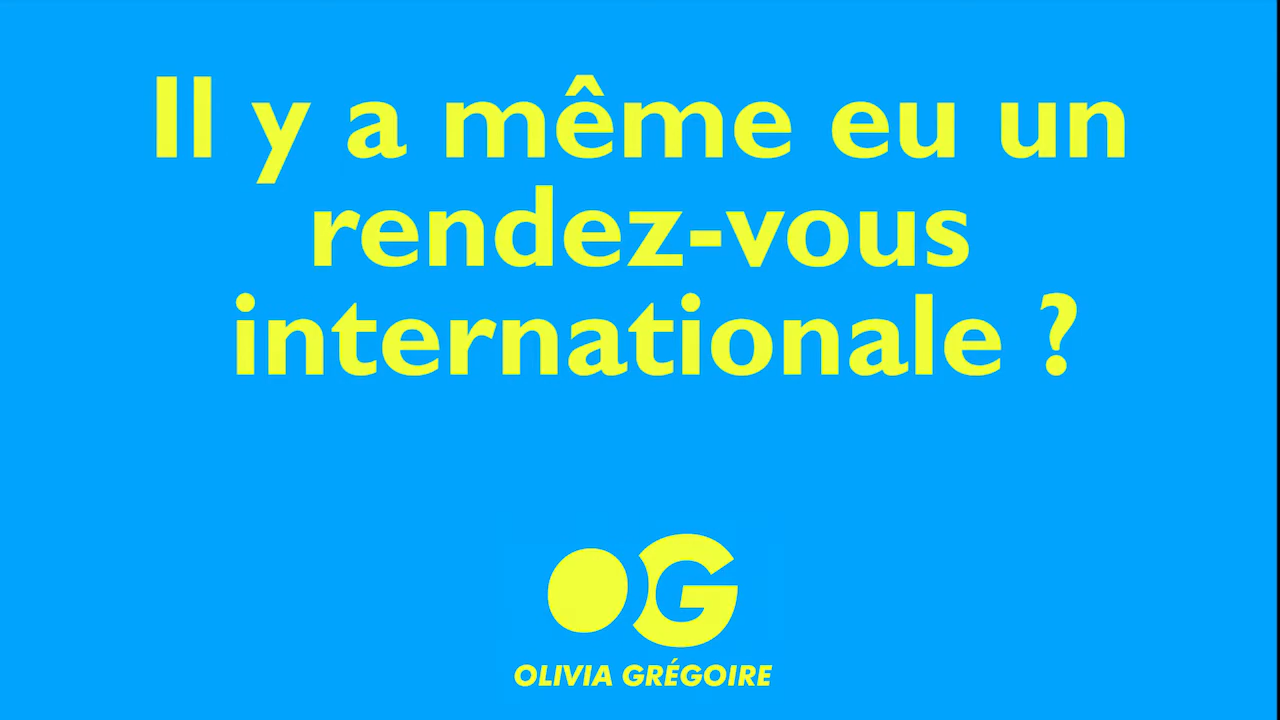 Il y a même eu un
rendez-vous
internationale ?
OG
OLIVIA GRÉGOIRE